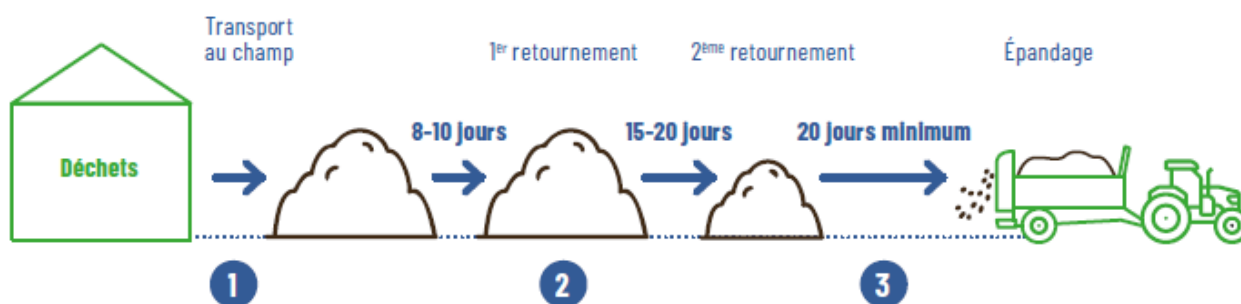 Transport
au champ
1er retournement
2ème retournement
Épandage
8-10 jours
15-20 jours
20 jours minimum
Déchets
1
2
3